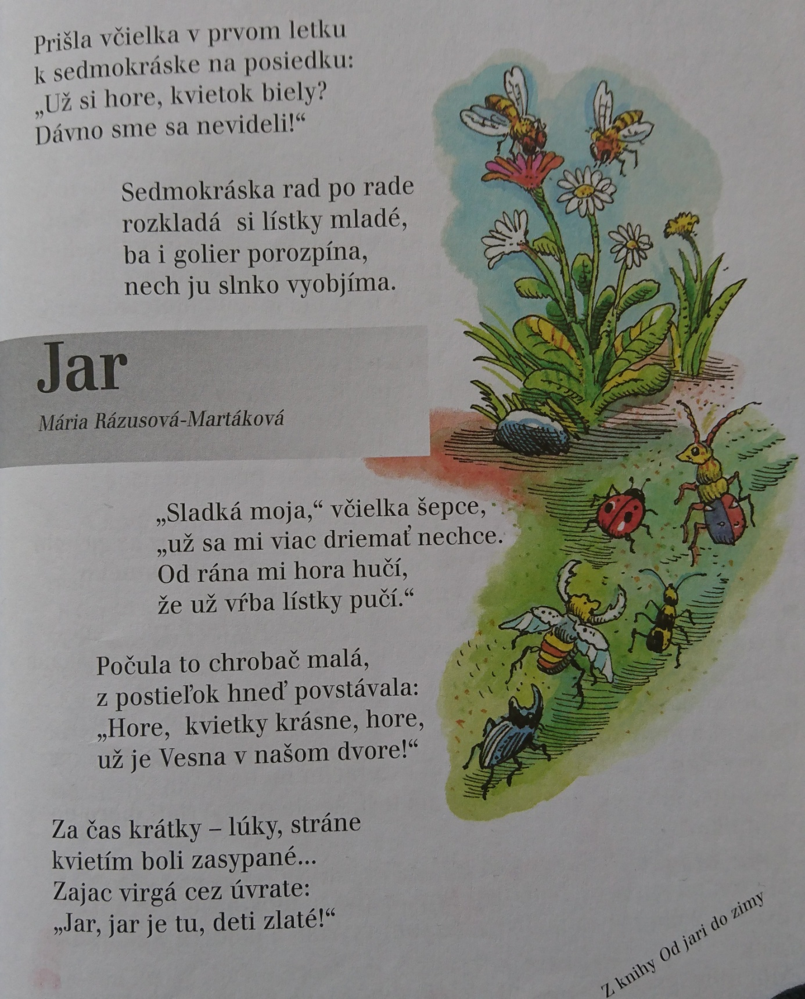 Prišla včielka v prvom letku
k sedmokráske na posiedku:
„Už si hore, kvietok biely?
Dávno sme sa nevideli!“
Sedmokráska rad po rade
rozkladá si lístky mladé,
ba i golier porozpína,
nech ju slnko vyobjíma.
Jar
Mária Rázusová-Martáková
„Sladká moja,“ včielka šepce,
„už sa mi viac driemať nechce.
Od rána mi hora hučí,
že už vŕba lístky pučí.“
Počula to chrobač malá,
z postieľok hneď povstávala:
„Hore, kvietky krásne, hore,
už je Vesna v našom dvore!“
Za čas krátky – lúky, stráne
kvietím boli zasypané...
Zajac virgá cez úvrate:
„Jar, jar je tu, deti zlaté!“
Z knihy Od jari do zimy